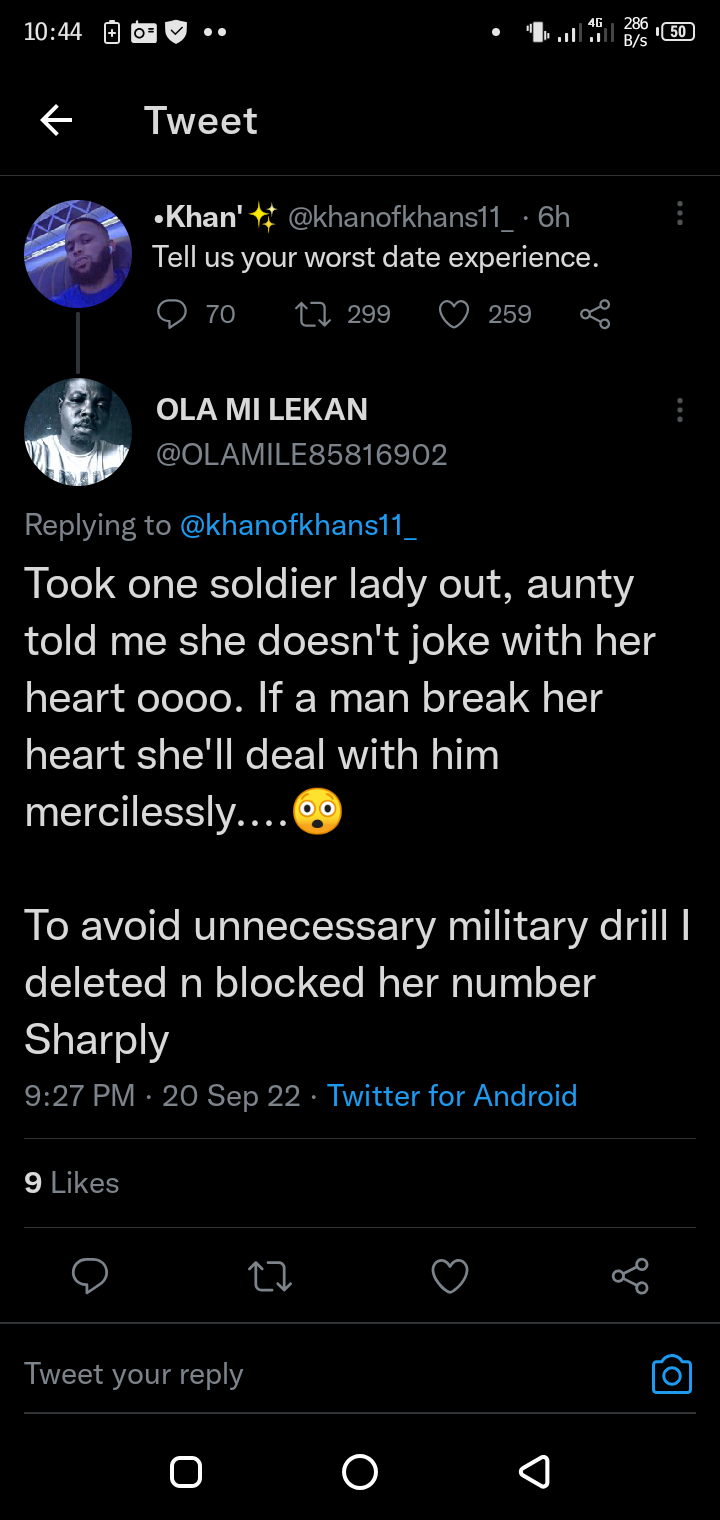 10:44
4G
286
B/s
50
Tweet
•Khan'✨ @khanofkhans11_ · 6h
Tell us your worst date experience.
70 299 259
OLA MI LEKAN
@OLAMILE85816902
Replying to @khanofkhans11_
Took one soldier lady out, aunty
told me she doesn't joke with her
heart oooo. If a man break her
heart she'll deal with him
mercilessly....😳
To avoid unnecessary military drill I
deleted n blocked her number
Sharply
9:27 PM · 20 Sep 22 · Twitter for Android
9 Likes
Tweet your reply